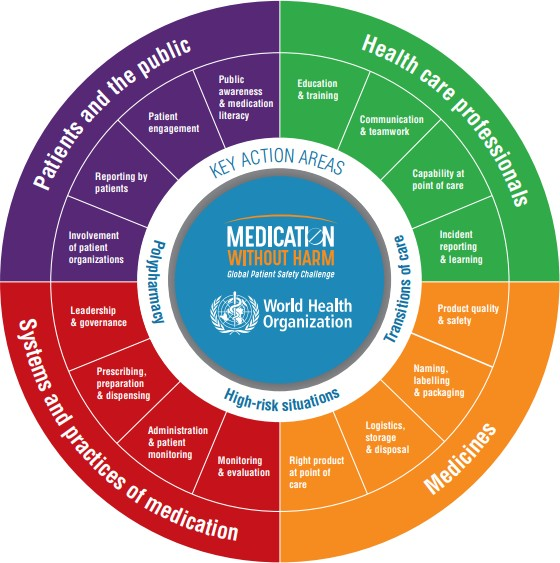 Patients and the public
Public
awareness
& medication
literacy
Patient
engagement
Reporting by
patients
Involvement
of patient
organizations
Health care professionals
Education
& training
Communication
& teamwork
Capability at
point of care
Incident
reporting
& learning
KEY ACTION AREAS
Polypharmacy
Transitions of care
High-risk situations
MEDICATION
WITHOUT HARM
Global Patient Safety Challenge
World Health
Organization
Systems and practices of medication
Leadership
& governance
Prescribing,
preparation
& dispensing
Administration
& patient
monitoring
Monitoring
& evaluation
Medicines
Product quality
& safety
Naming,
labelling
& packaging
Logistics,
storage
& disposal
Right product
at point of
care